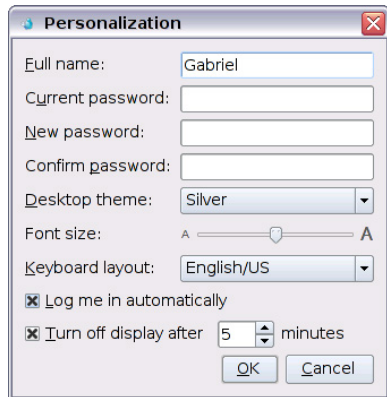 Personalization
Full name: Gabriel
Current password:
New password:
Confirm password:
Desktop theme: Silver
Font size: A A
Keyboard layout: English/US
Log me in automatically
Turn off display after 5 minutes
OK Cancel